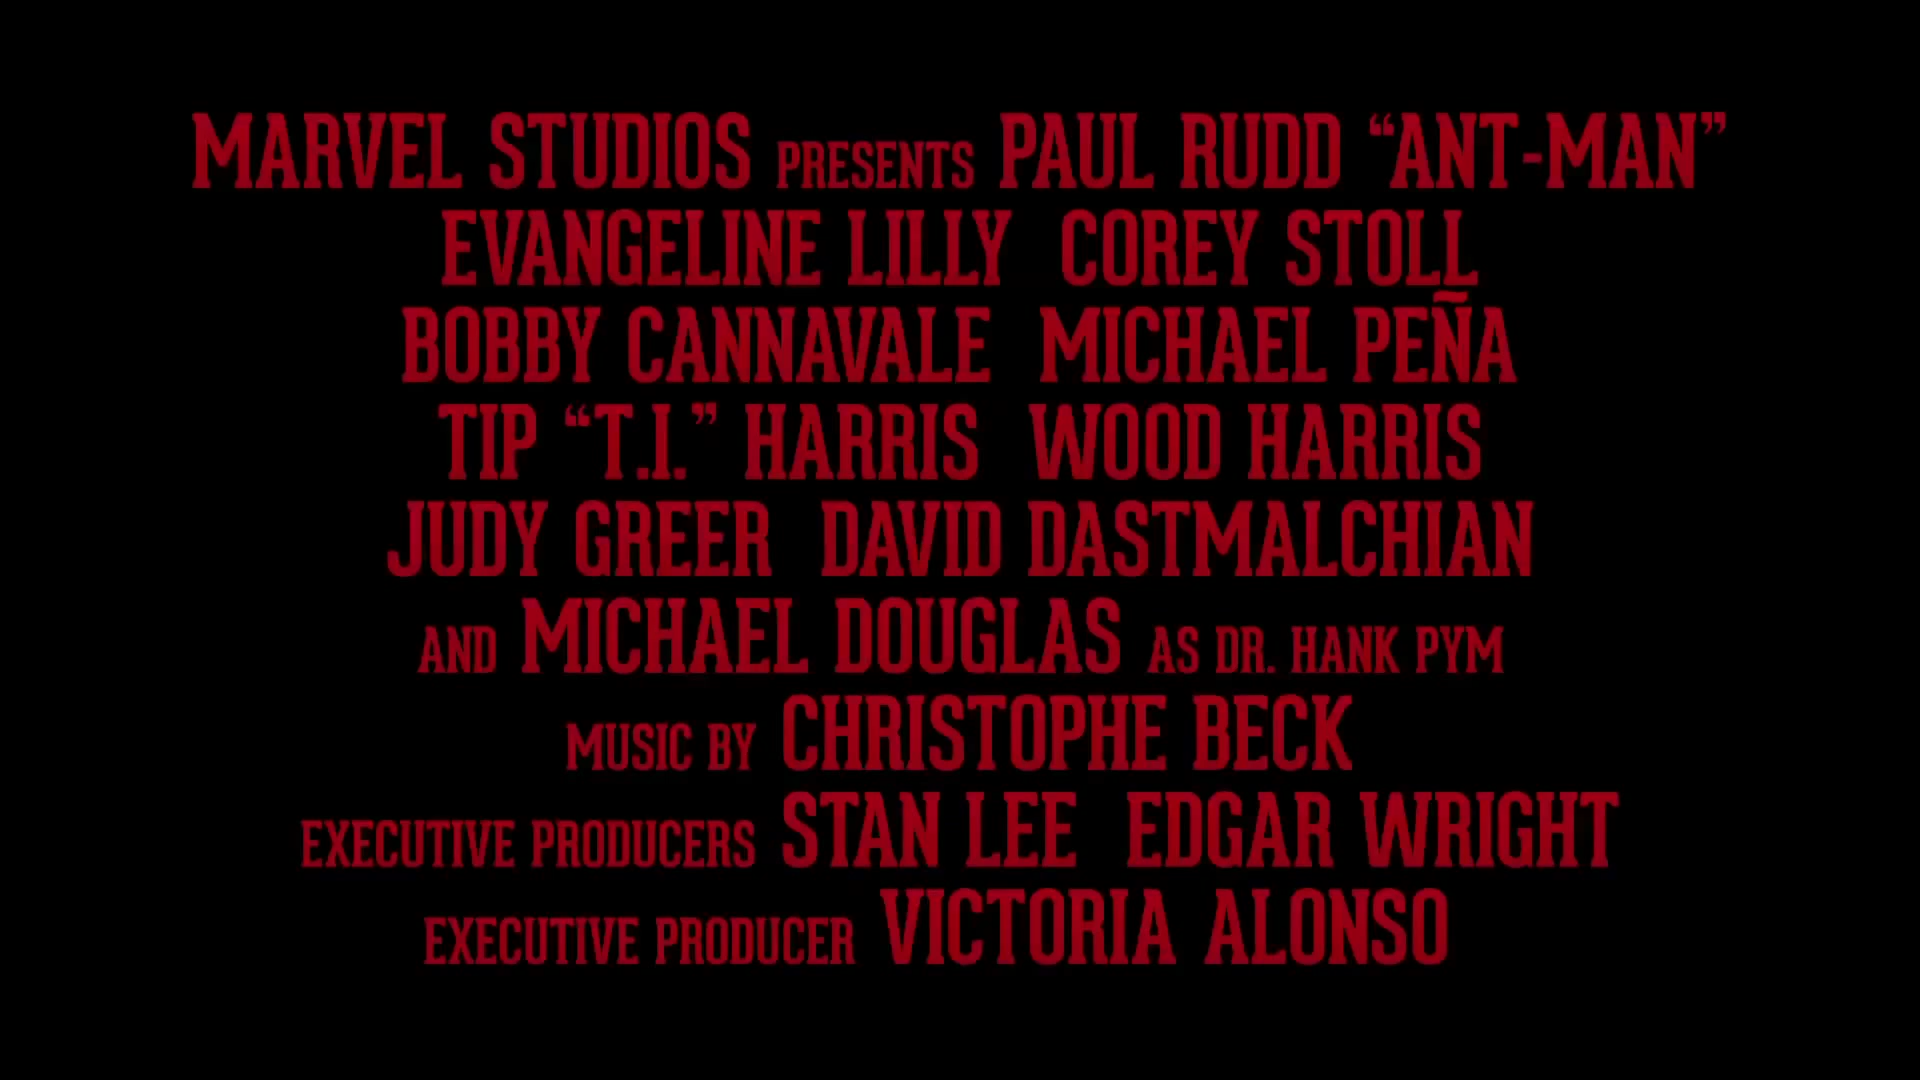 MARVEL STUDIOS PRESENTS PAUL RUDD “ANT-MAN”
EVANGELINE LILLY COREY STOLL
BOBBY CANNAVALE MICHAEL PEÑA
TIP “T.I.” HARRIS WOOD HARRIS
JUDY GREER DAVID DASTMALCHIAN
AND MICHAEL DOUGLAS AS DR. HANK PYM
MUSIC BY CHRISTOPHE BECK
EXECUTIVE PRODUCERS STAN LEE EDGAR WRIGHT
EXECUTIVE PRODUCER VICTORIA ALONSO